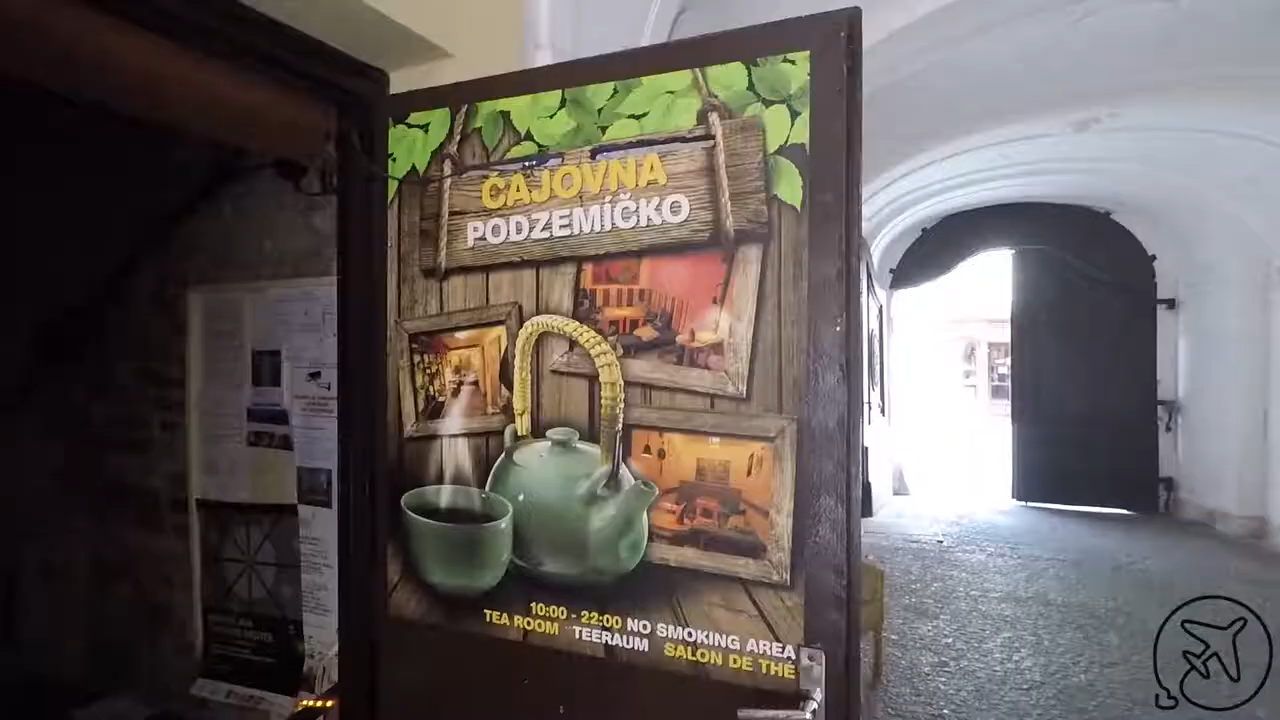 ČAJOVNA
PODZEMÍČKO
10:00 - 22:00 NO SMOKING AREA
TEA ROOM TEERAUM SALON DE THÉ